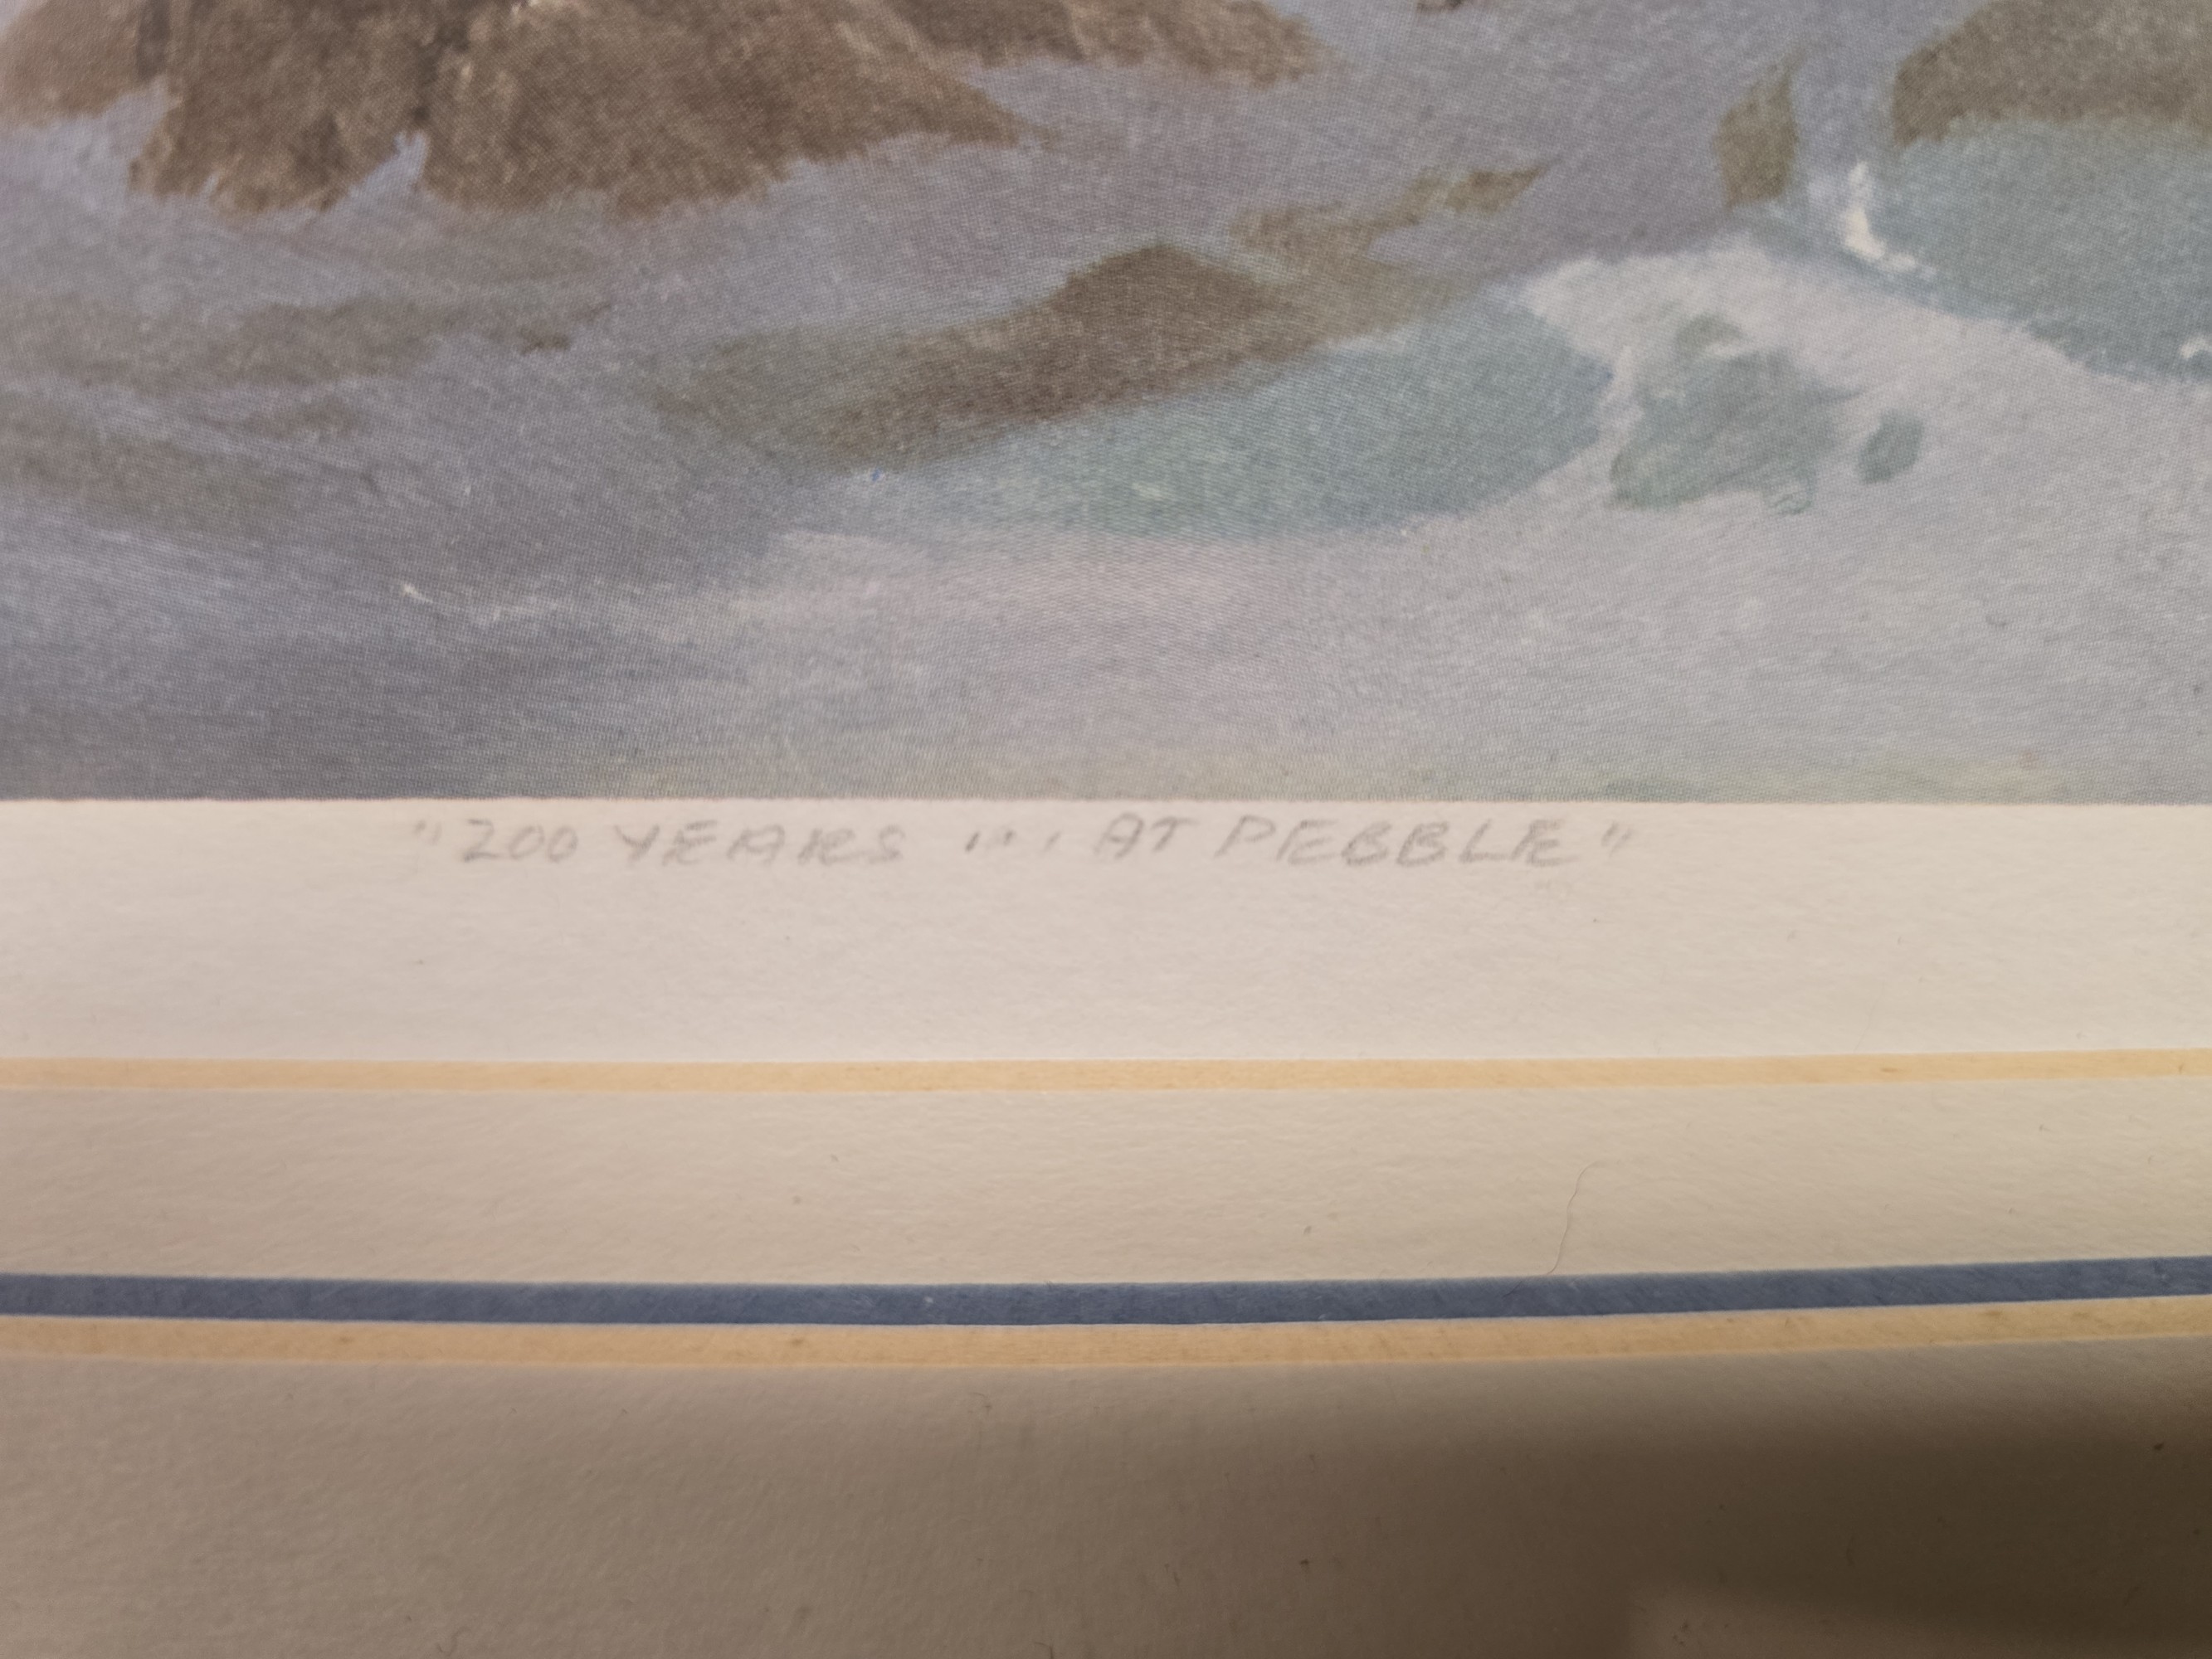 "200 YEARS ... AT PEBBLE"